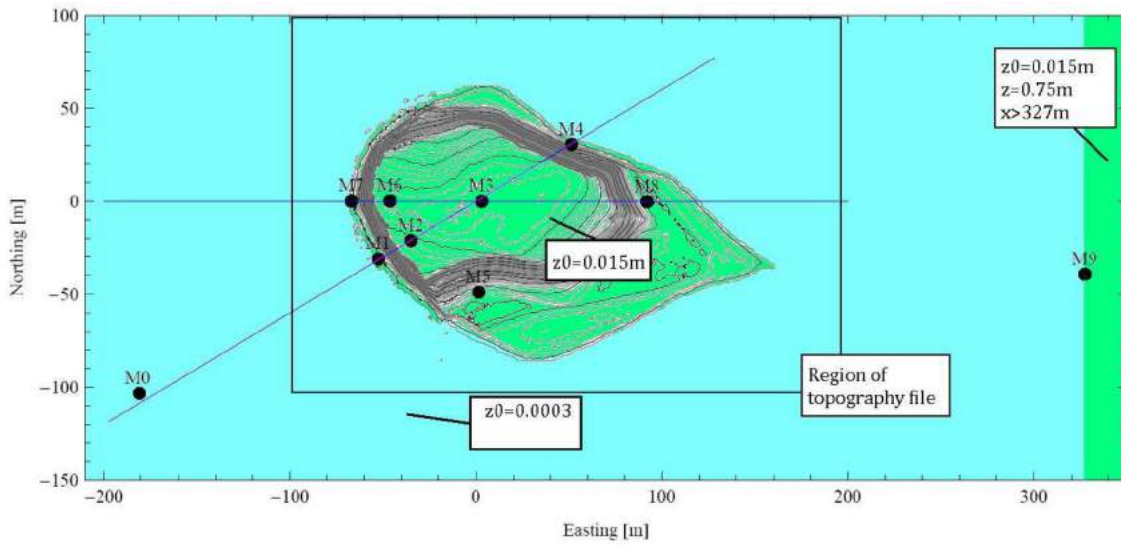 100
50
0
−50
−100
−150
Northing [m]
−200
−100
0
100
200
300
Easting [m]
M0
M1
M2
M3
M4
M5
M6
M7
M8
M9
z0=0.015m
z=0.75m
x>327m
z0=0.015m
z0=0.0003
Region of
topography file